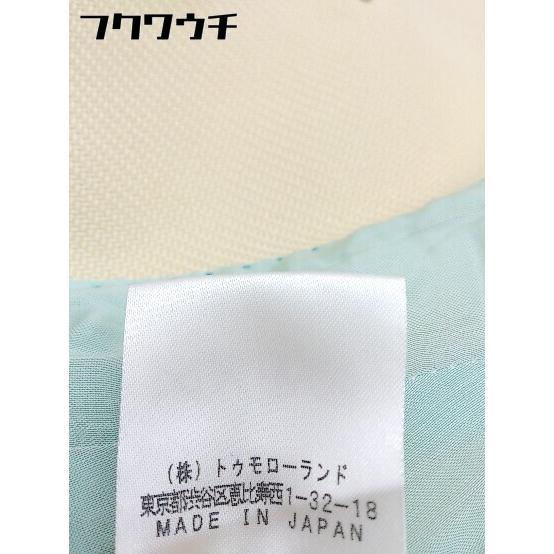 フクワウチ
(株)トゥモローランド
東京都渋谷区恵比寿西1-32-18
MADE IN JAPAN